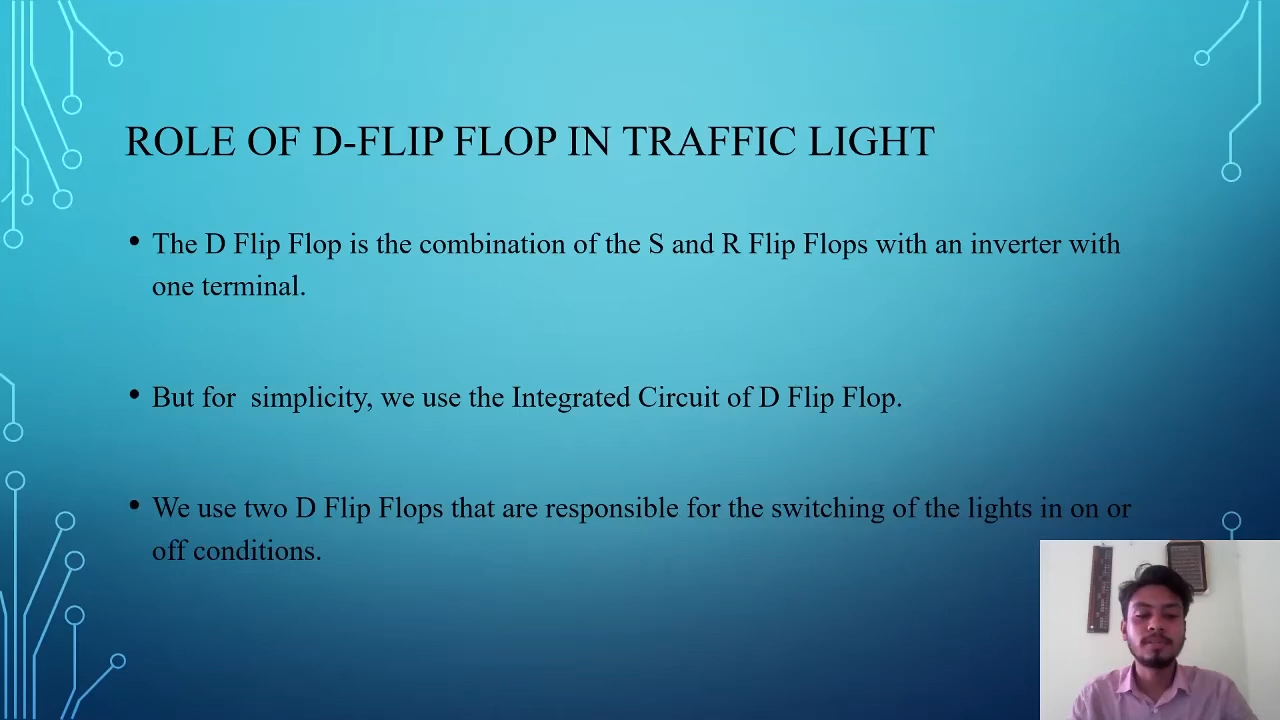 ROLE OF D-FLIP FLOP IN TRAFFIC LIGHT
• The D Flip Flop is the combination of the S and R Flip Flops with an inverter with
one terminal.
• But for  simplicity, we use the Integrated Circuit of D Flip Flop.
• We use two D Flip Flops that are responsible for the switching of the lights in on or
off conditions.